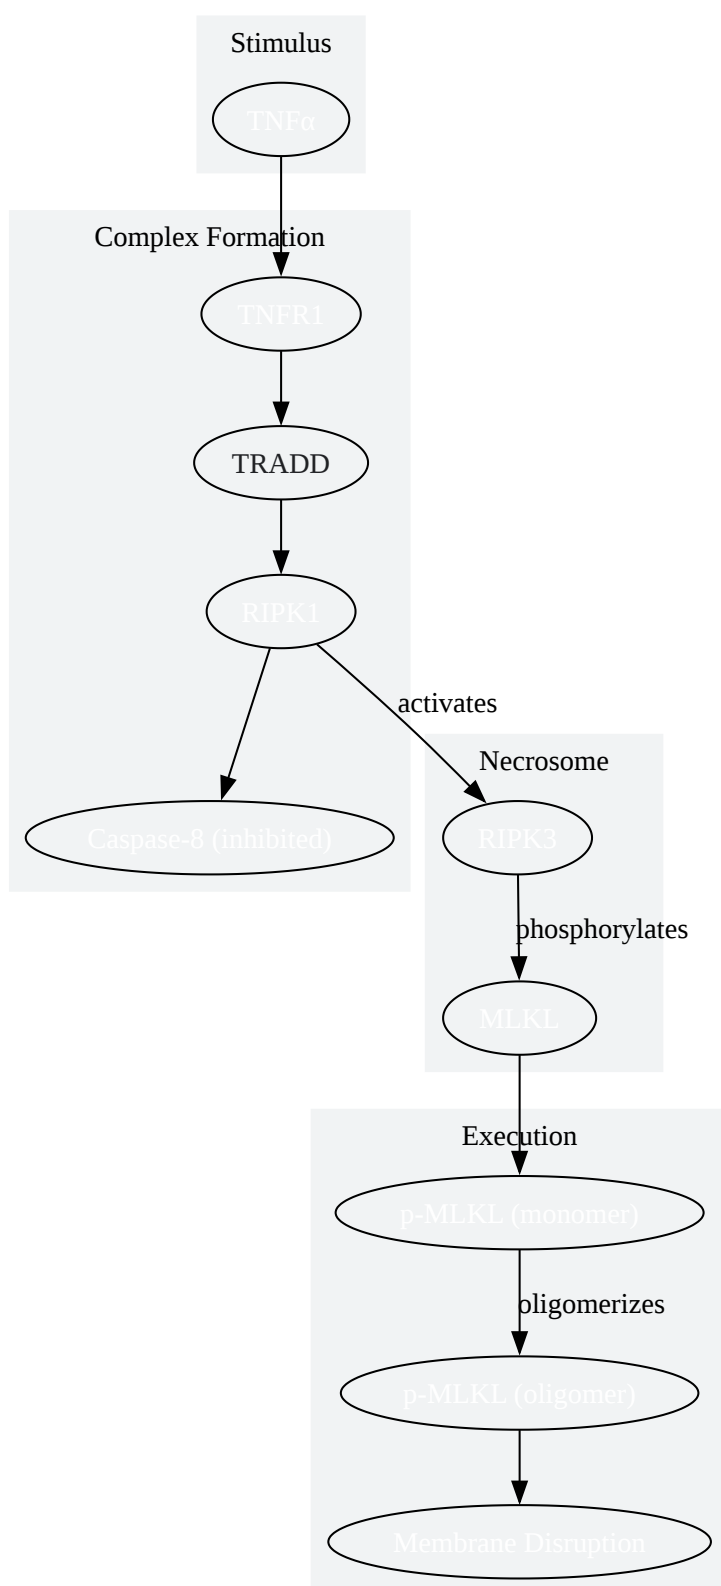 Stimulus
TNFα
Complex Formation
TNFR1
TRADD
RIPK1
activates
Necrosome
Caspase-8 (inhibited)
RIPK3
phosphorylates
MLKL
Execution
p-MLKL (monomer)
oligomerizes
p-MLKL (oligomer)
Membrane Disruption